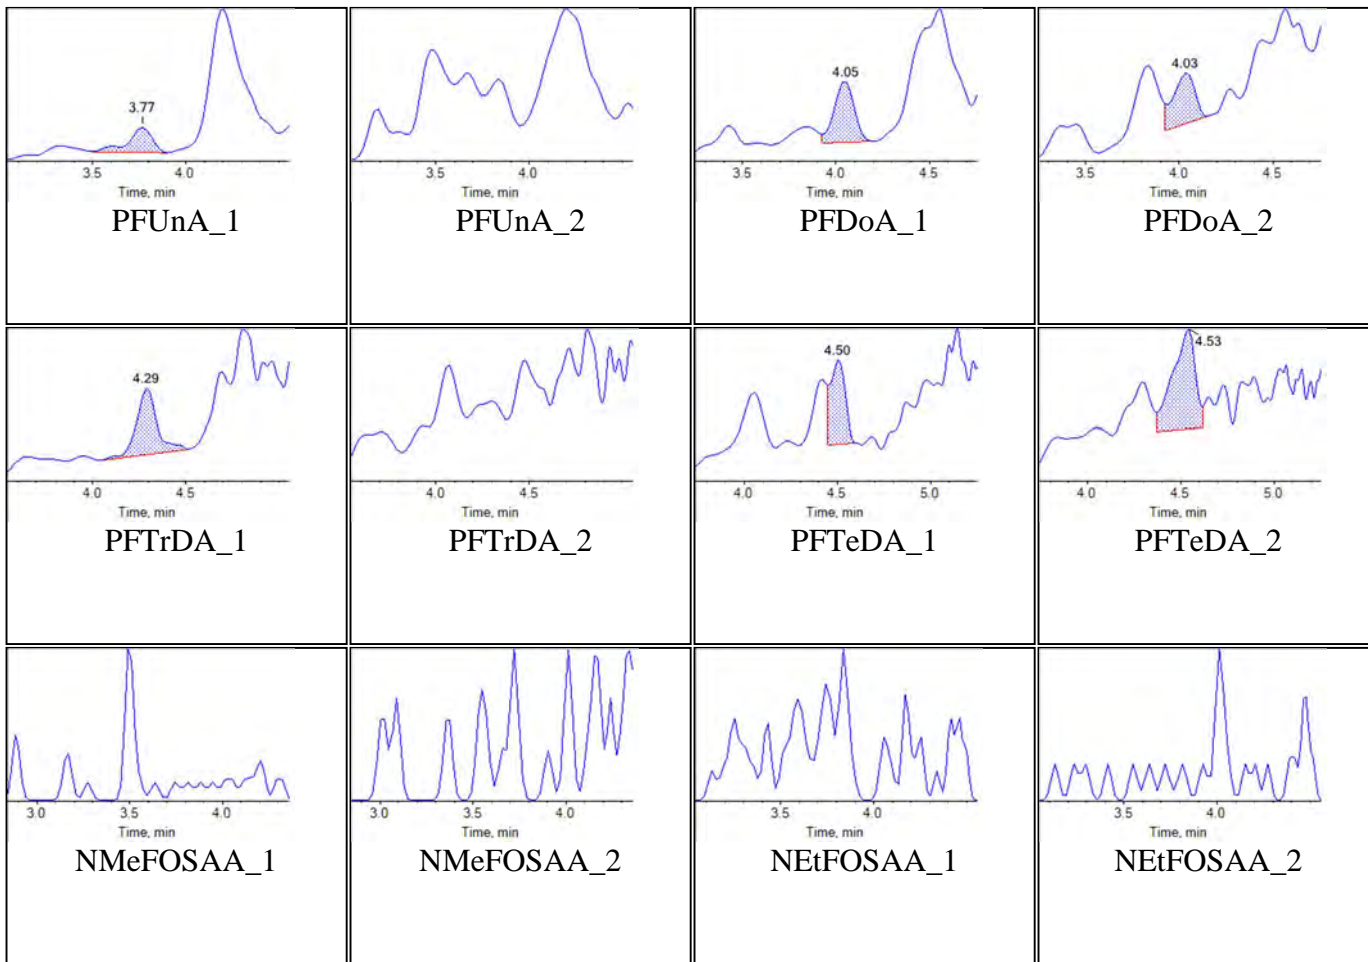 3.77
3.5 4.0
Time, min
PFUnA_1
3.5 4.0
Time, min
PFUnA_2
4.05
3.5 4.0 4.5
Time, min
PFDoA_1
4.03
3.5 4.0 4.5
Time, min
PFDoA_2
4.29
4.0 4.5
Time, min
PFTrDA_1
4.0 4.5
Time, min
PFTrDA_2
4.50
4.0 4.5 5.0
Time, min
PFTeDA_1
4.53
4.0 4.5 5.0
Time, min
PFTeDA_2
3.0 3.5 4.0
Time, min
NMeFOSAA_1
3.0 3.5 4.0
Time, min
NMeFOSAA_2
3.5 4.0
Time, min
NEtFOSAA_1
3.5 4.0
Time, min
NEtFOSAA_2